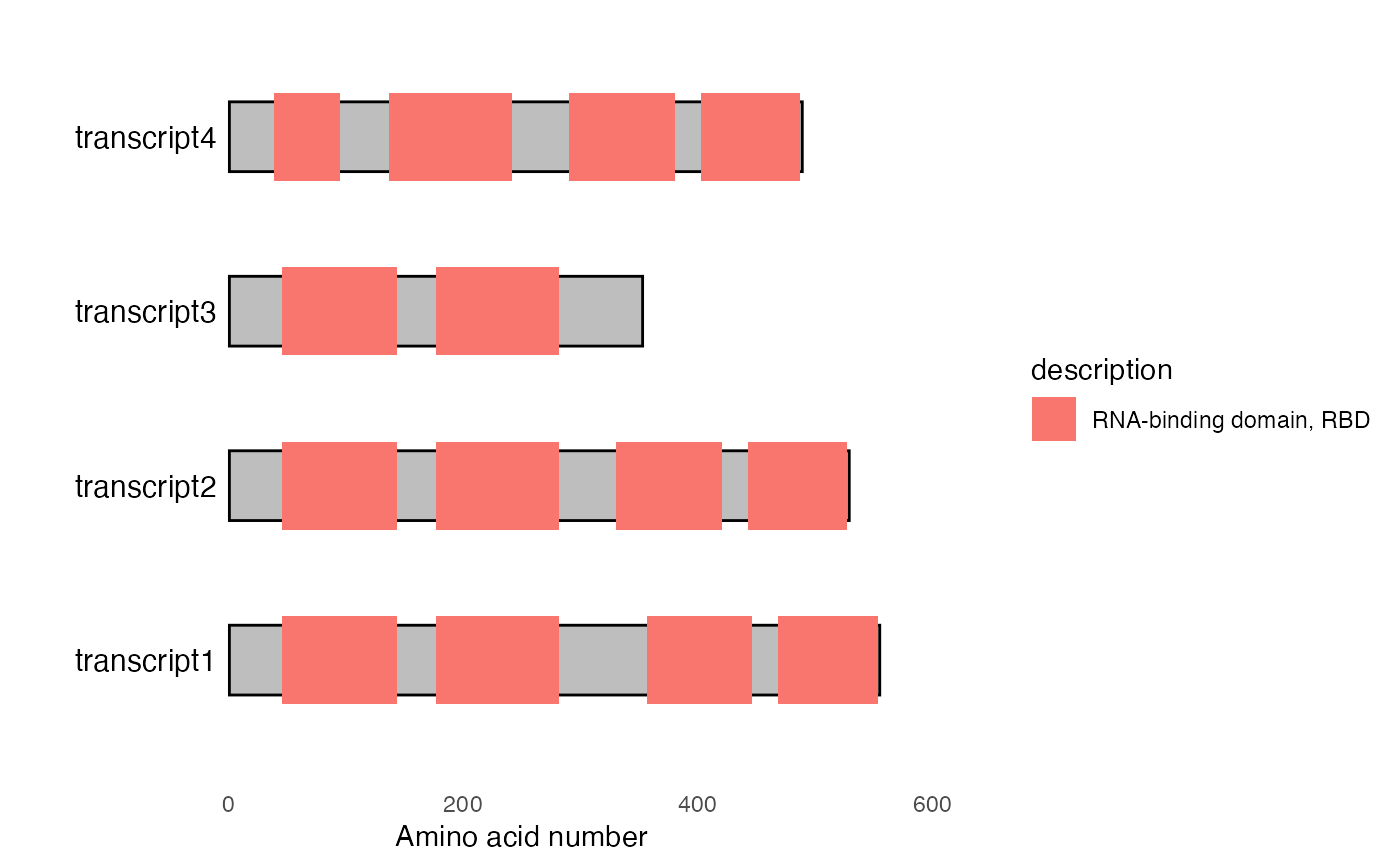 transcript4
transcript3
transcript2
transcript1
description
RNA-binding domain, RBD
0 200 400 600
Amino acid number